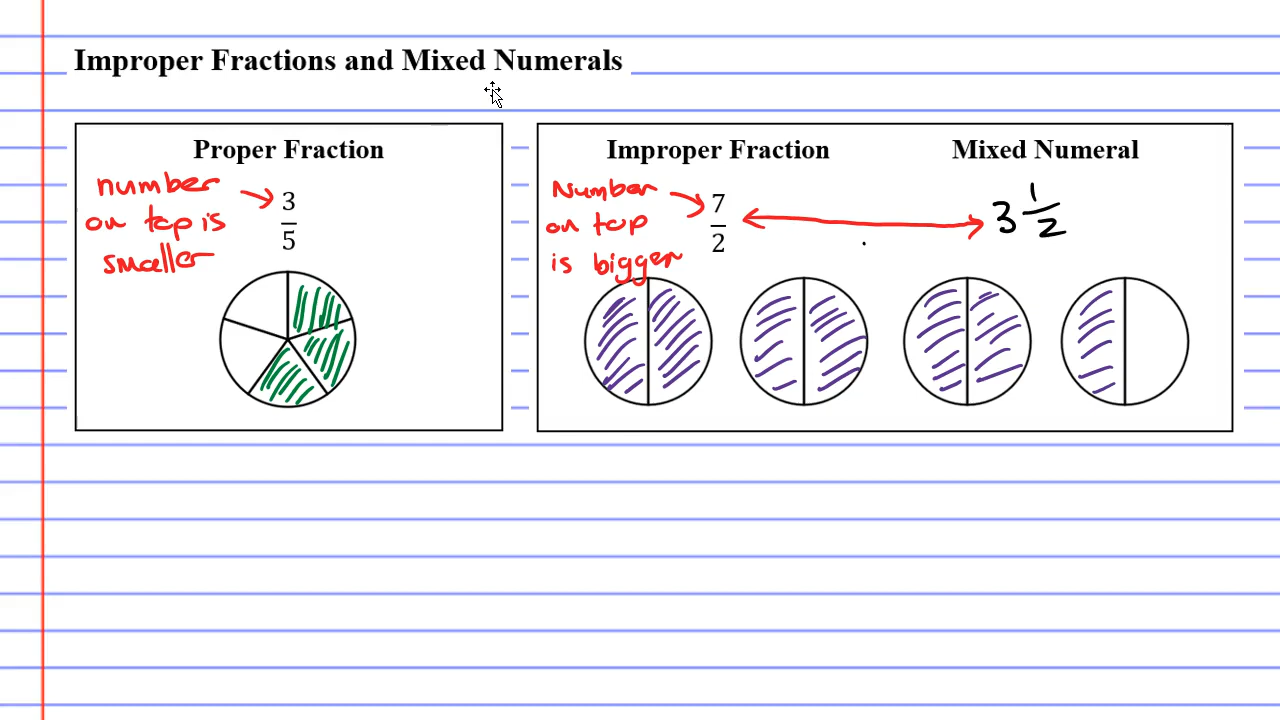 Improper Fractions and Mixed Numerals
Proper Fraction
number
on top is
smaller
3
5
Improper Fraction
Mixed Numeral
Number
on top
is bigger
7
2
3 1/2